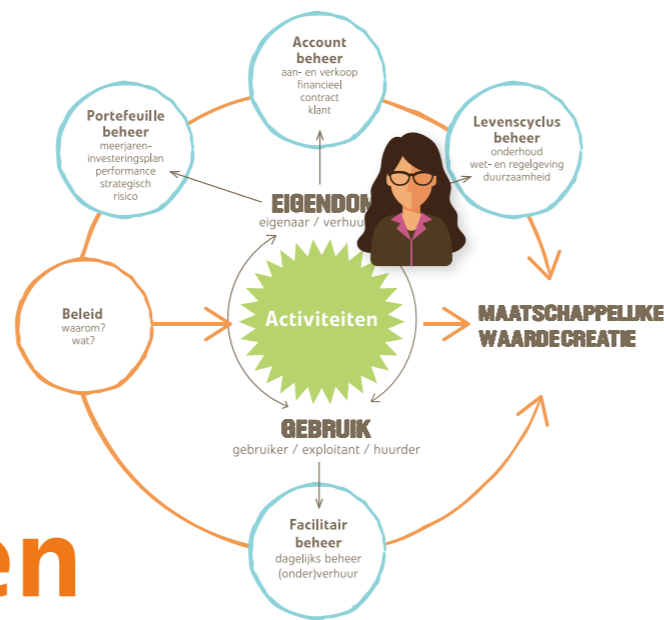 Account
beheer
aan- en verkoop
financieel
contract
klant
Portefeuille
beheer
meerjaren-
investeringsplan
performance
strategisch
risico
Levenscyclus
beheer
onderhoud
wet- en regelgeving
duurzaamheid
EIGENDOM
eigenaar / verhuu
Beleid
waarom?
wat?
Activiteiten
MAATSCHAPPELIJKE
WAARDECREATIE
GEBRUIK
gebruiker / exploitant / huurder
Facilitair
beheer
dagelijks beheer
(onder)verhuur
en